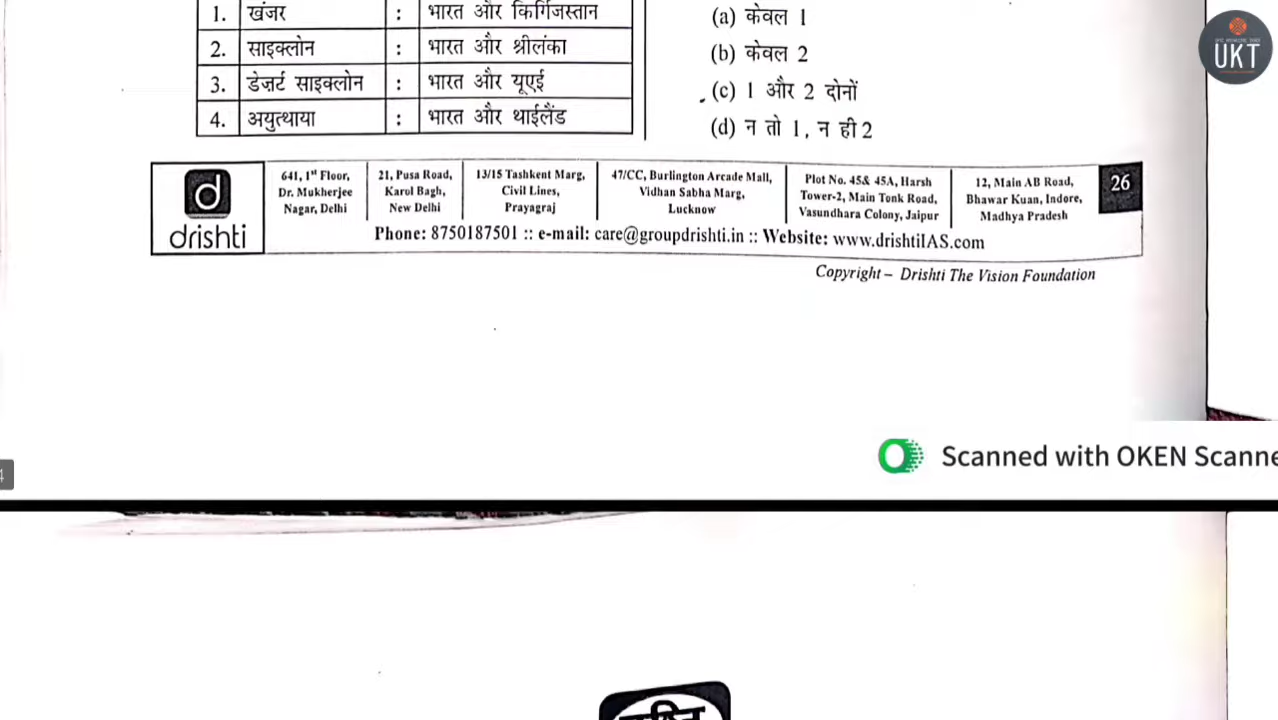 1. खंजर : भारत और किर्गिजस्तान
2. साइक्लोन : भारत और श्रीलंका
3. डेज़र्ट साइक्लोन : भारत और यूएई
4. अयुत्थाया : भारत और थाईलैंड
(a) केवल 1
(b) केवल 2
(c) 1 और 2 दोनों
(d) न तो 1, न ही 2
UKT
drishti
641, 1st Floor,
Dr. Mukherjee
Nagar, Delhi
21, Pusa Road,
Karol Bagh,
New Delhi
13/15 Tashkent Marg,
Civil Lines,
Prayagraj
47/CC, Burlington Arcade Mall,
Vidhan Sabha Marg,
Lucknow
Plot No. 45& 45A, Harsh
Tower-2, Main Tonk Road,
Vasundhara Colony, Jaipur
12, Main AB Road,
Bhawar Kuan, Indore,
Madhya Pradesh
26
Phone: 8750187501 :: e-mail: care@groupdrishti.in :: Website: www.drishtiIAS.com
Copyright – Drishti The Vision Foundation
Scanned with OKEN Scanne
4